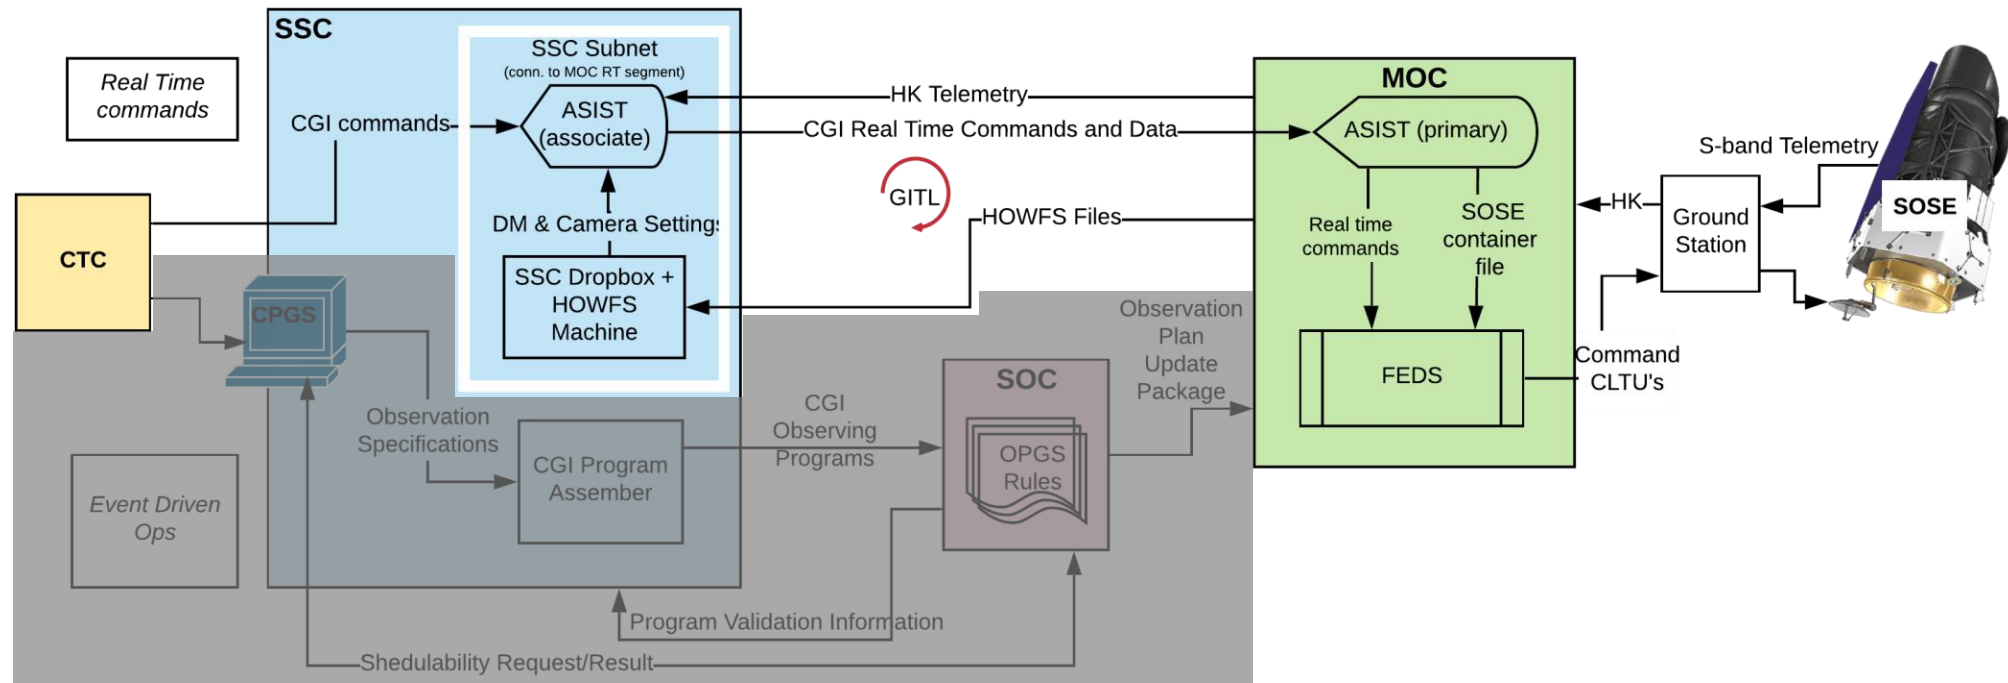 SSC
Real Time
commands
SSC Subnet
(conn. to MOC RT segment)
ASIST
(associate)
CGI commands
HK Telemetry
CGI Real Time Commands and Data
GITL
HOWFS Files
DM & Camera Settings
SSC Dropbox +
HOWFS
Machine
CTC
CPGS
Observation
Specifications
CGI Program
Assember
Event Driven
Ops
CGI
Observing
Programs
SOC
OPGS
Rules
Observation
Plan
Update
Package
Program Validation Information
Shedulability Request/Result
MOC
ASIST (primary)
Real time
commands
SOSE
container
file
FEDS
HK
Command
CLTU's
Ground
Station
S-band Telemetry
SOSE